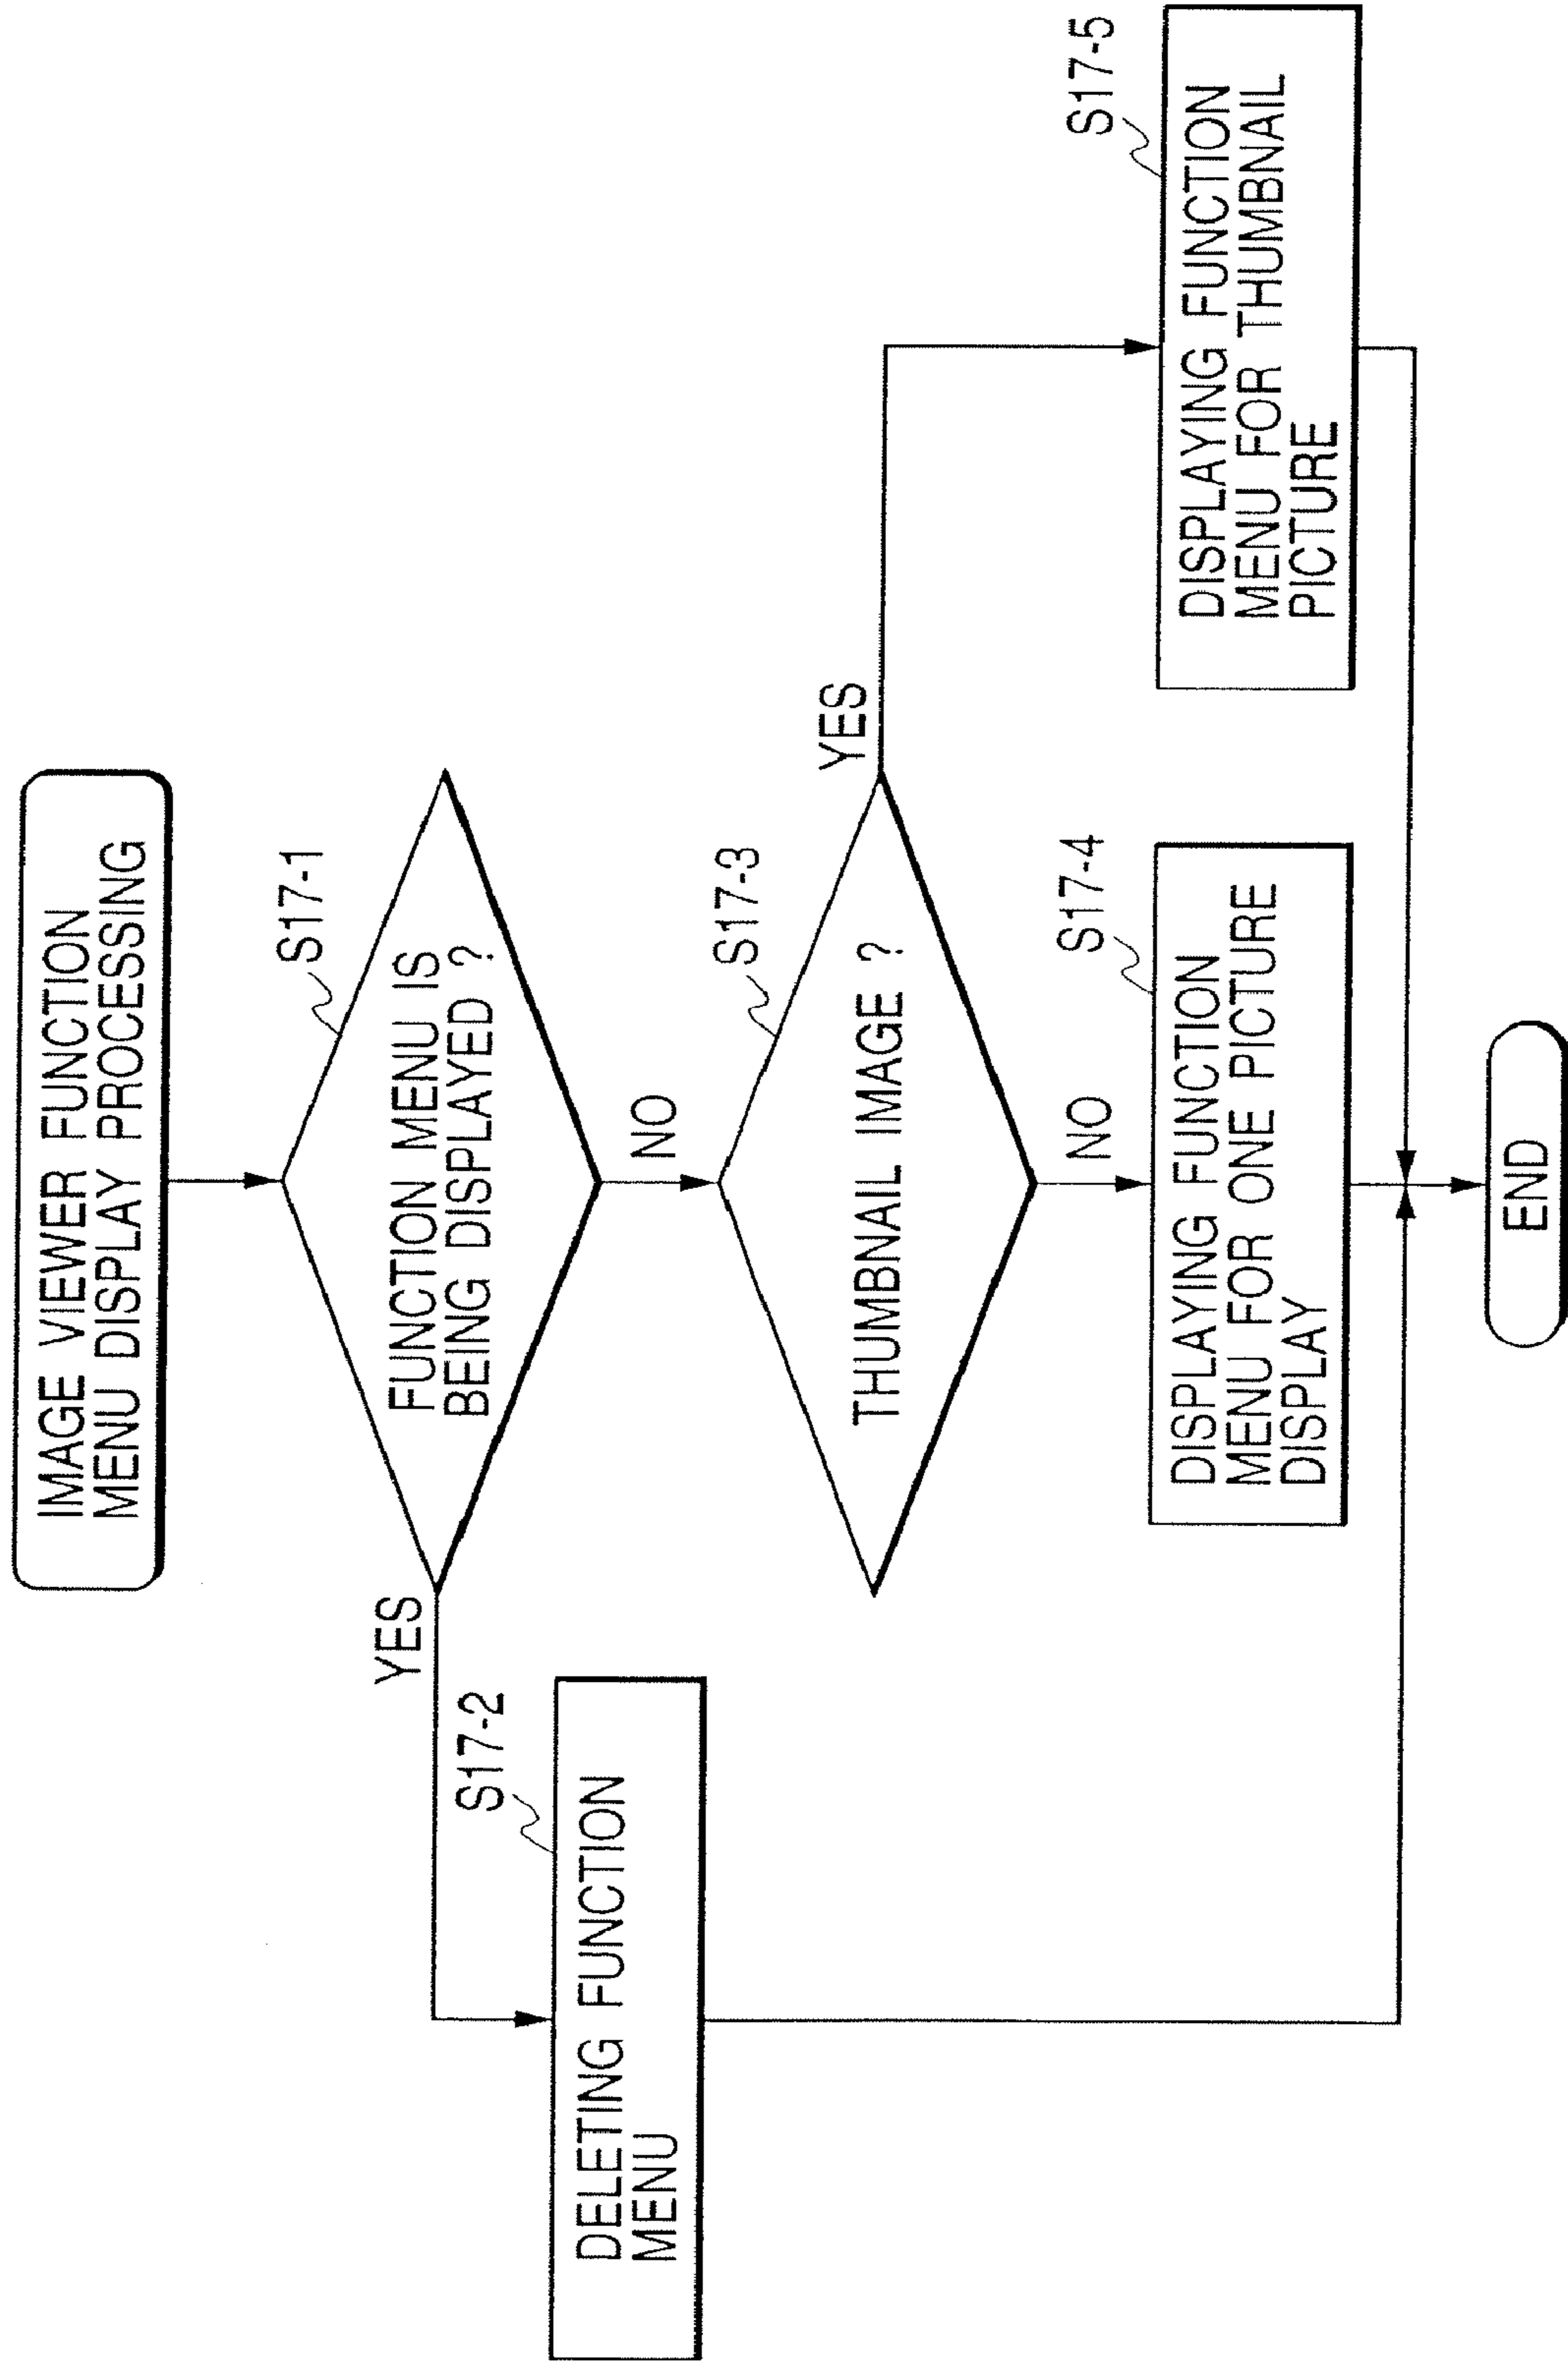 IMAGE VIEWER FUNCTION
MENU DISPLAY PROCESSING
S17-1
FUNCTION MENU IS
BEING DISPLAYED ?
YES
NO
S17-2
DELETING FUNCTION
MENU
S17-3
THUMBNAIL IMAGE ?
YES
NO
S17-4
DISPLAYING FUNCTION
MENU FOR ONE PICTURE
DISPLAY
S17-5
DISPLAYING FUNCTION
MENU FOR THUMBNAIL
PICTURE
END